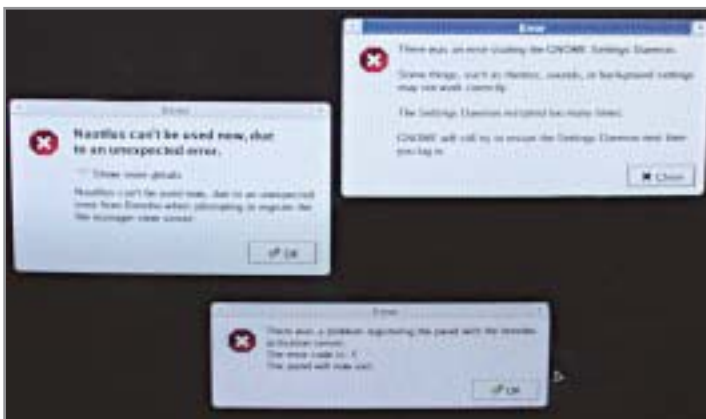 Error
Nautilus can't be used now, due
to an unexpected error.
Show more details
Nautilus can't be used now, due to an unexpected
error from Bonobo when attempting to register the
file manager view server.
OK
Error
There was an error starting the GNOME Settings Daemon.
Some things, such as themes, sounds, or background settings
may not work correctly.
The Settings Daemon restarted too many times.
GNOME will still try to restart the Settings Daemon next time
you log in.
Close
Error
There was a problem registering the panel with the bonobo-
activation server.
The error code is:
The panel will now exit.
OK